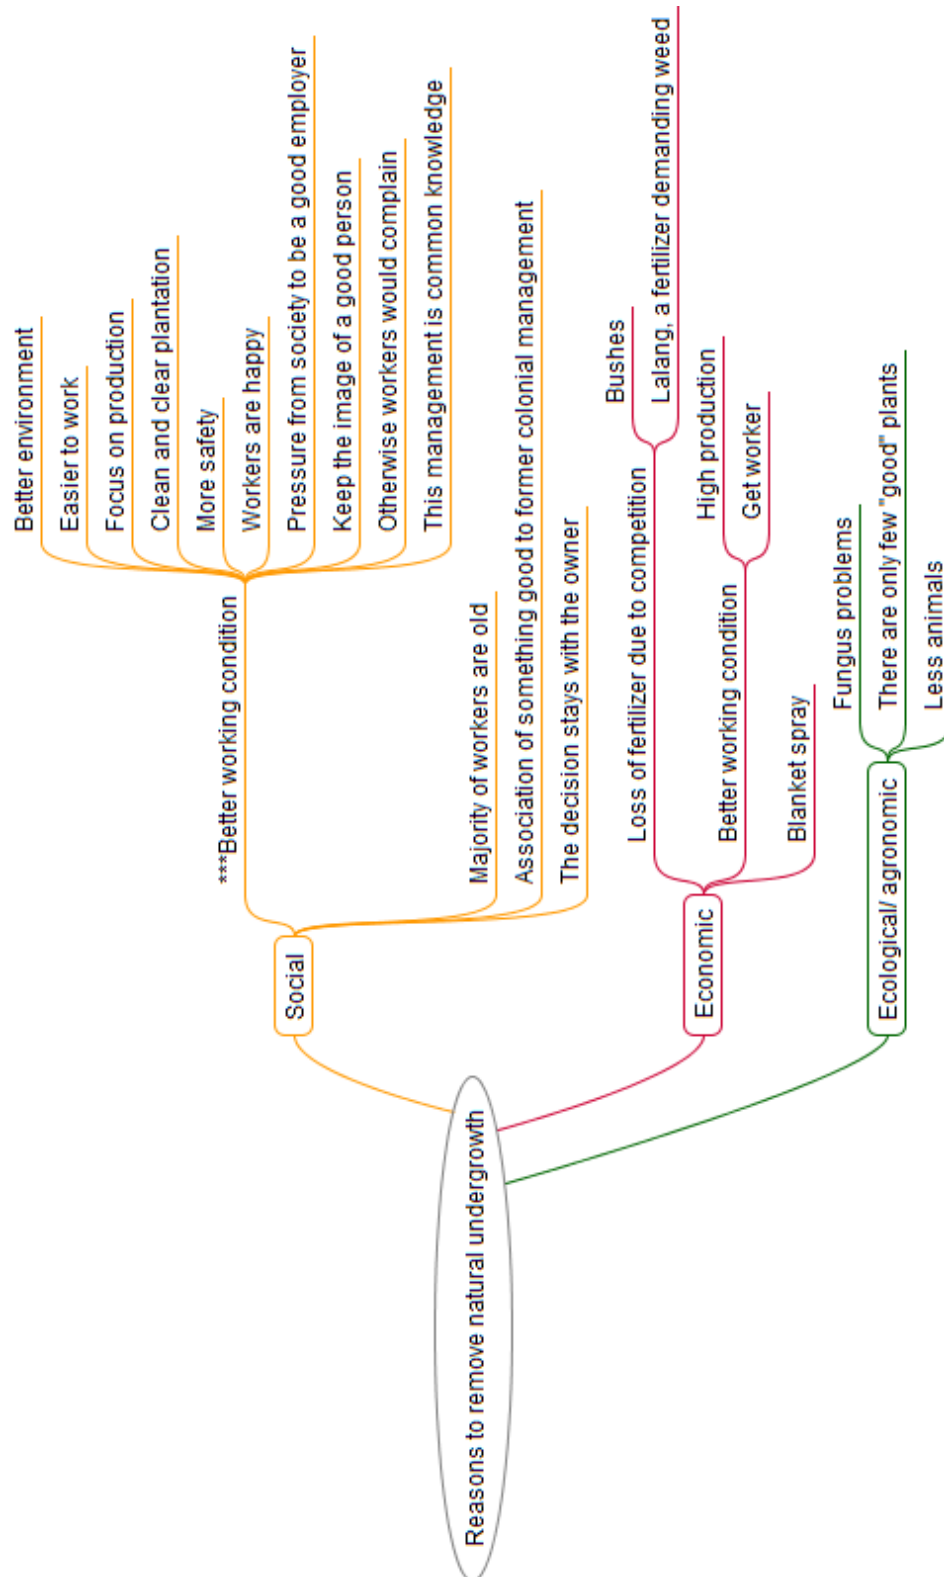 Reasons to remove natural undergrowth
Social
***Better working condition
Better environment
Easier to work
Focus on production
Clean and clear plantation
More safety
Workers are happy
Pressure from society to be a good employer
Keep the image of a good person
Otherwise workers would complain
This management is common knowledge
Majority of workers are old
Association of something good to former colonial management
The decision stays with the owner
Economic
Loss of fertilizer due to competition
Bushes
Lalang, a fertilizer demanding weed
Better working condition
High production
Get worker
Blanket spray
Ecological/ agronomic
Fungus problems
There are only few "good" plants
Less animals